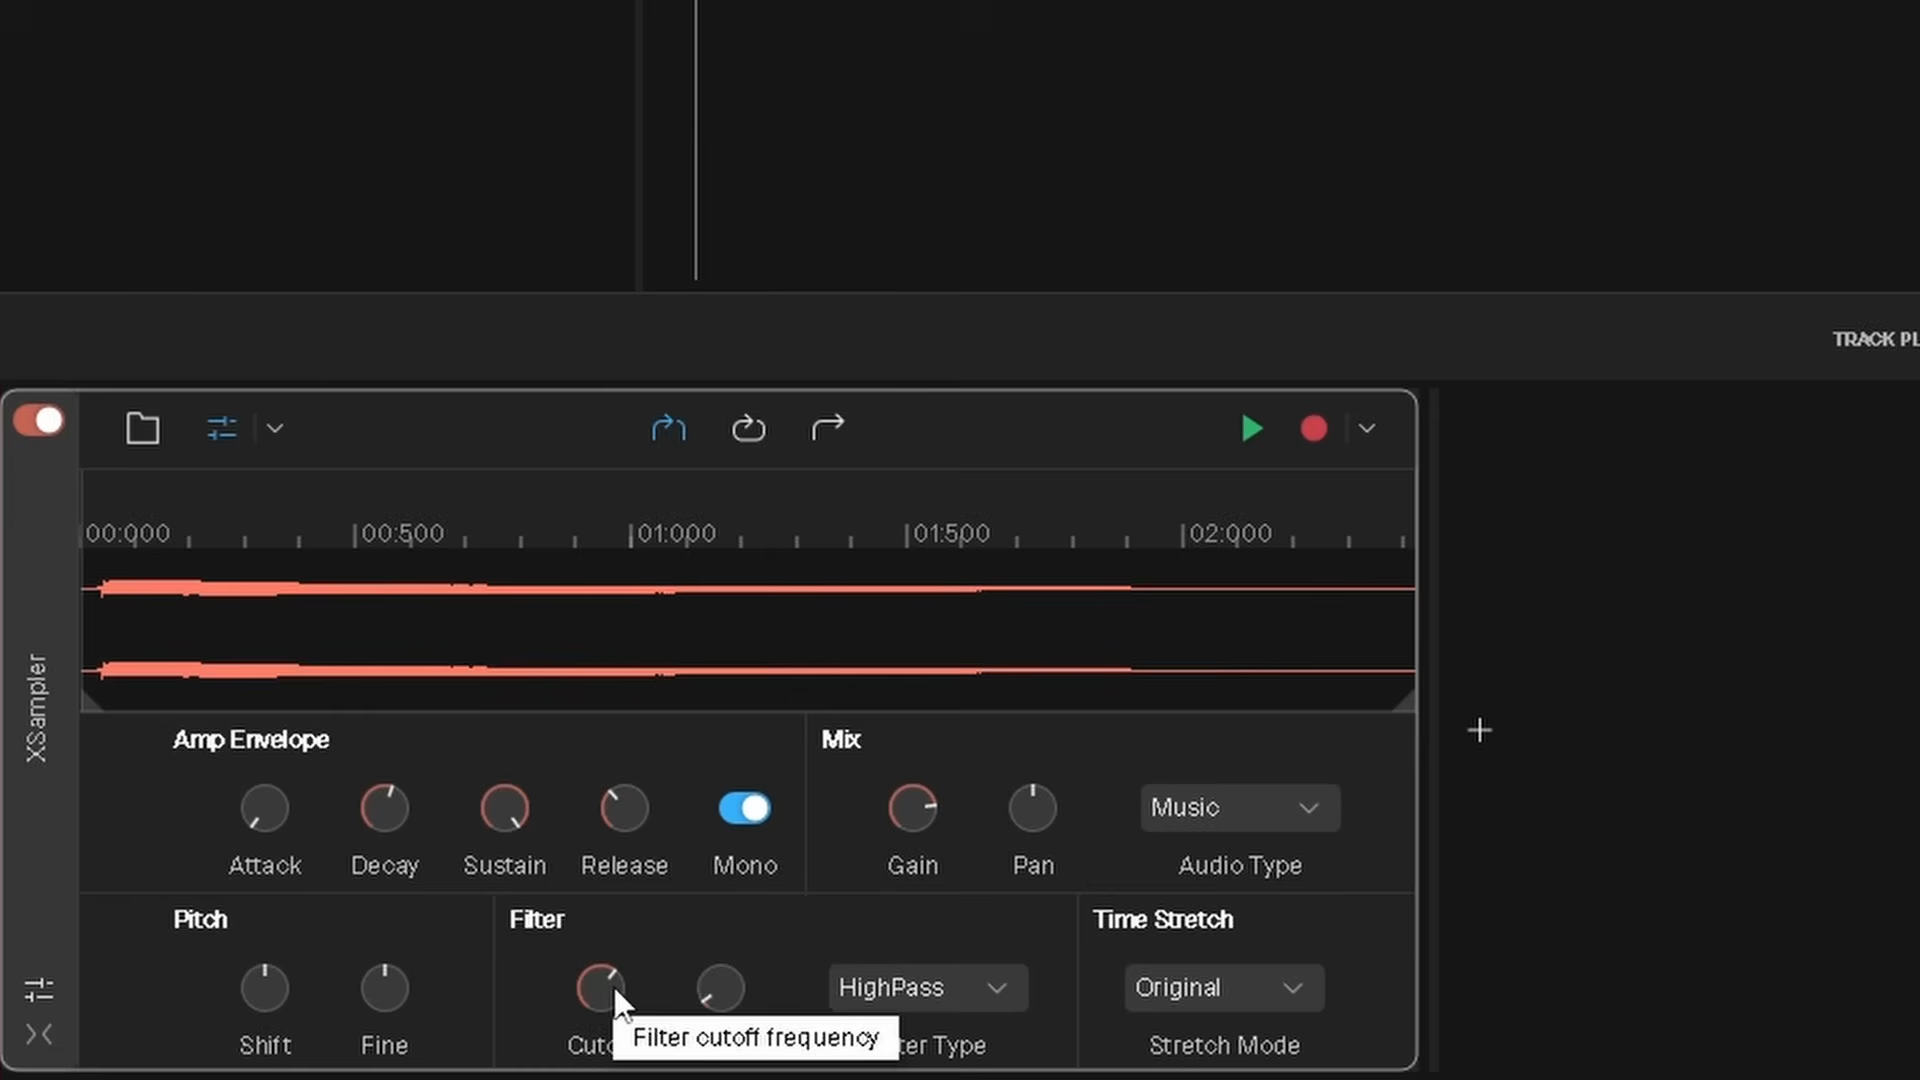 TRACK PL
00:000 00:500 01:000 01:500 02:000
XSampler
Amp Envelope
Mix
Music
Attack Decay Sustain Release Mono Gain Pan Audio Type
Pitch
Filter
Time Stretch
HighPass
Original
Shift Fine Cuto ter Type Stretch Mode
Filter cutoff frequency